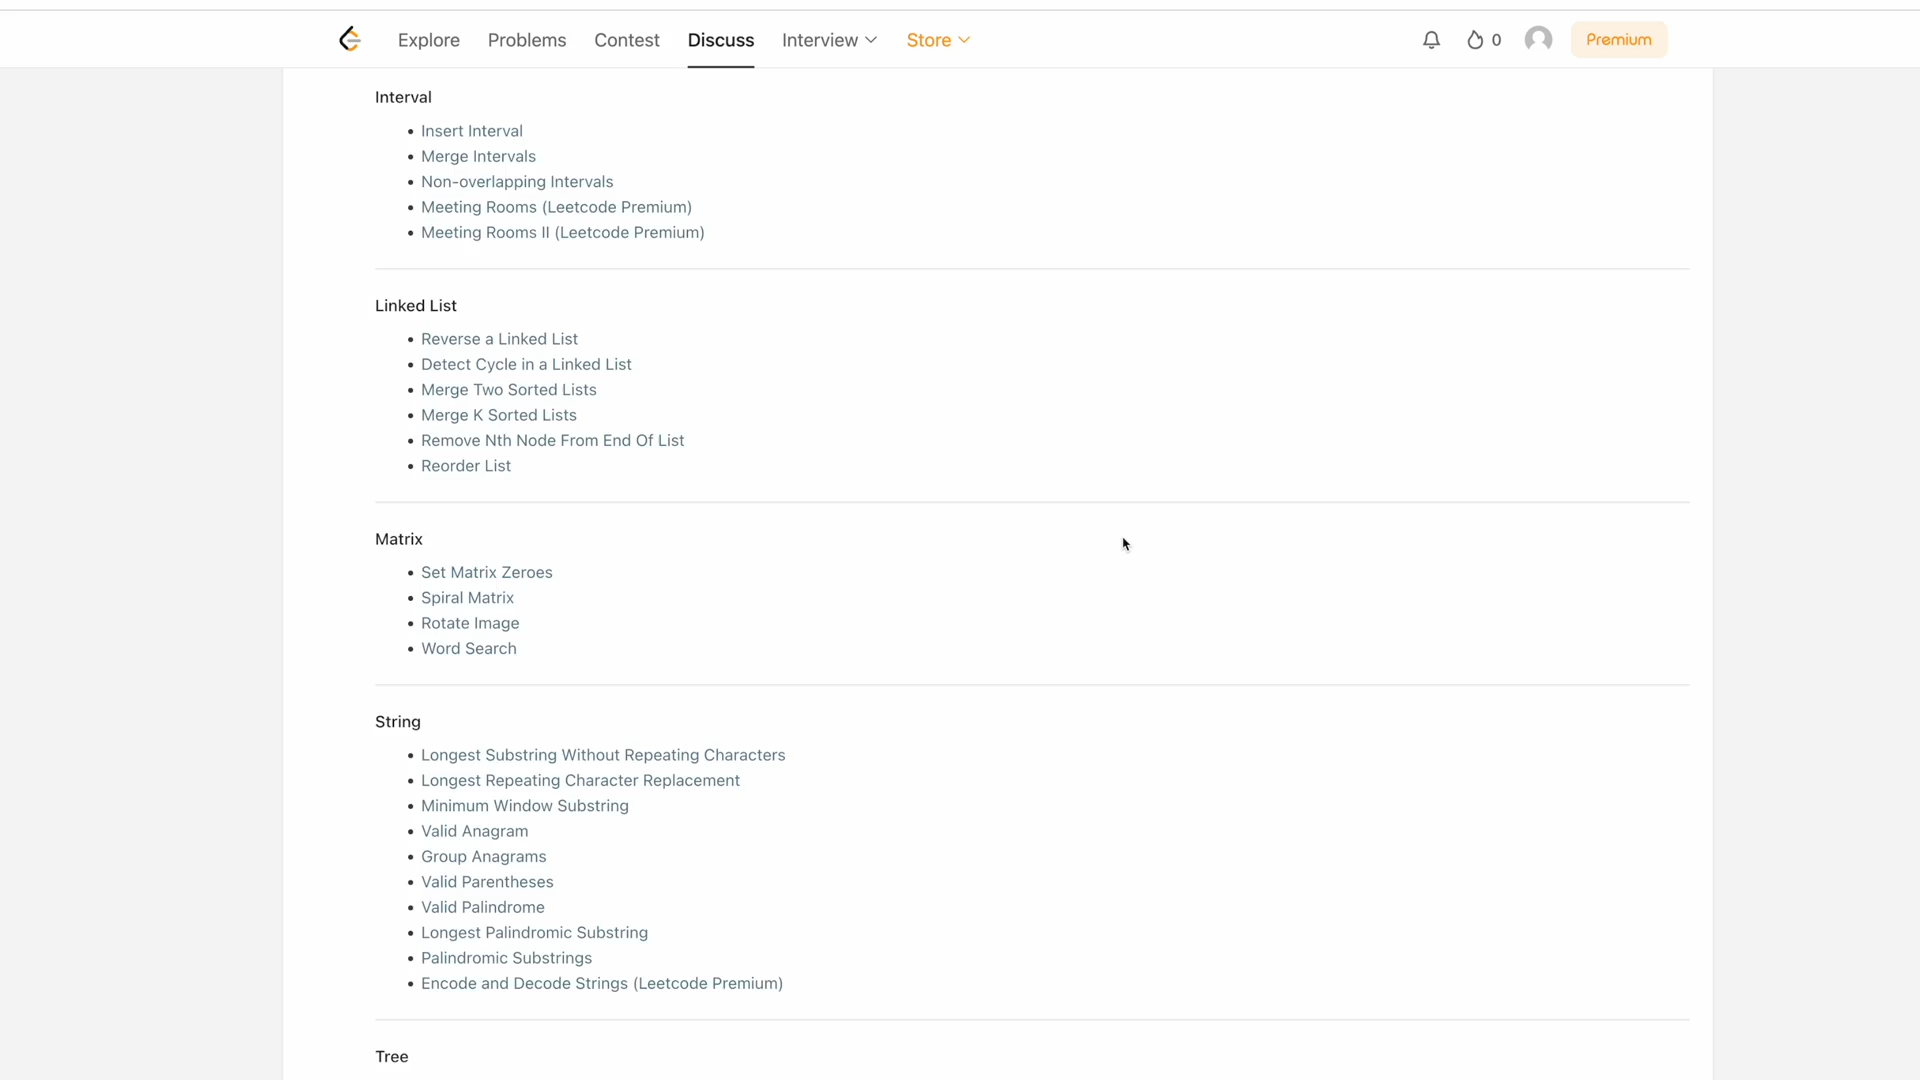 Explore Problems Contest Discuss Interview Store 0 Premium
Interval
Insert Interval
Merge Intervals
Non-overlapping Intervals
Meeting Rooms (Leetcode Premium)
Meeting Rooms II (Leetcode Premium)
Linked List
Reverse a Linked List
Detect Cycle in a Linked List
Merge Two Sorted Lists
Merge K Sorted Lists
Remove Nth Node From End Of List
Reorder List
Matrix
Set Matrix Zeroes
Spiral Matrix
Rotate Image
Word Search
String
Longest Substring Without Repeating Characters
Longest Repeating Character Replacement
Minimum Window Substring
Valid Anagram
Group Anagrams
Valid Parentheses
Valid Palindrome
Longest Palindromic Substring
Palindromic Substrings
Encode and Decode Strings (Leetcode Premium)
Tree